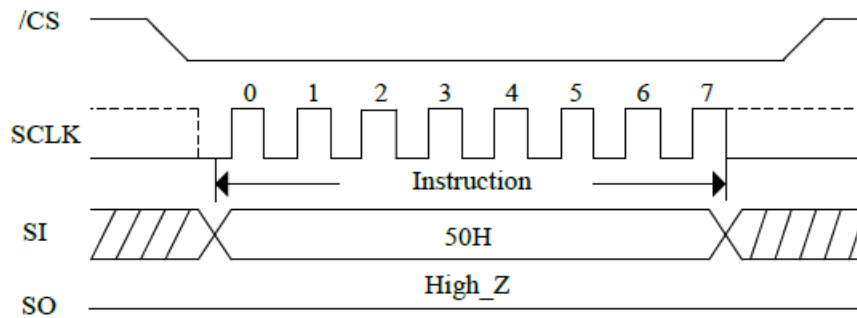 /CS
0 1 2 3 4 5 6 7
SCLK
Instruction
SI
50H
High_Z
SO